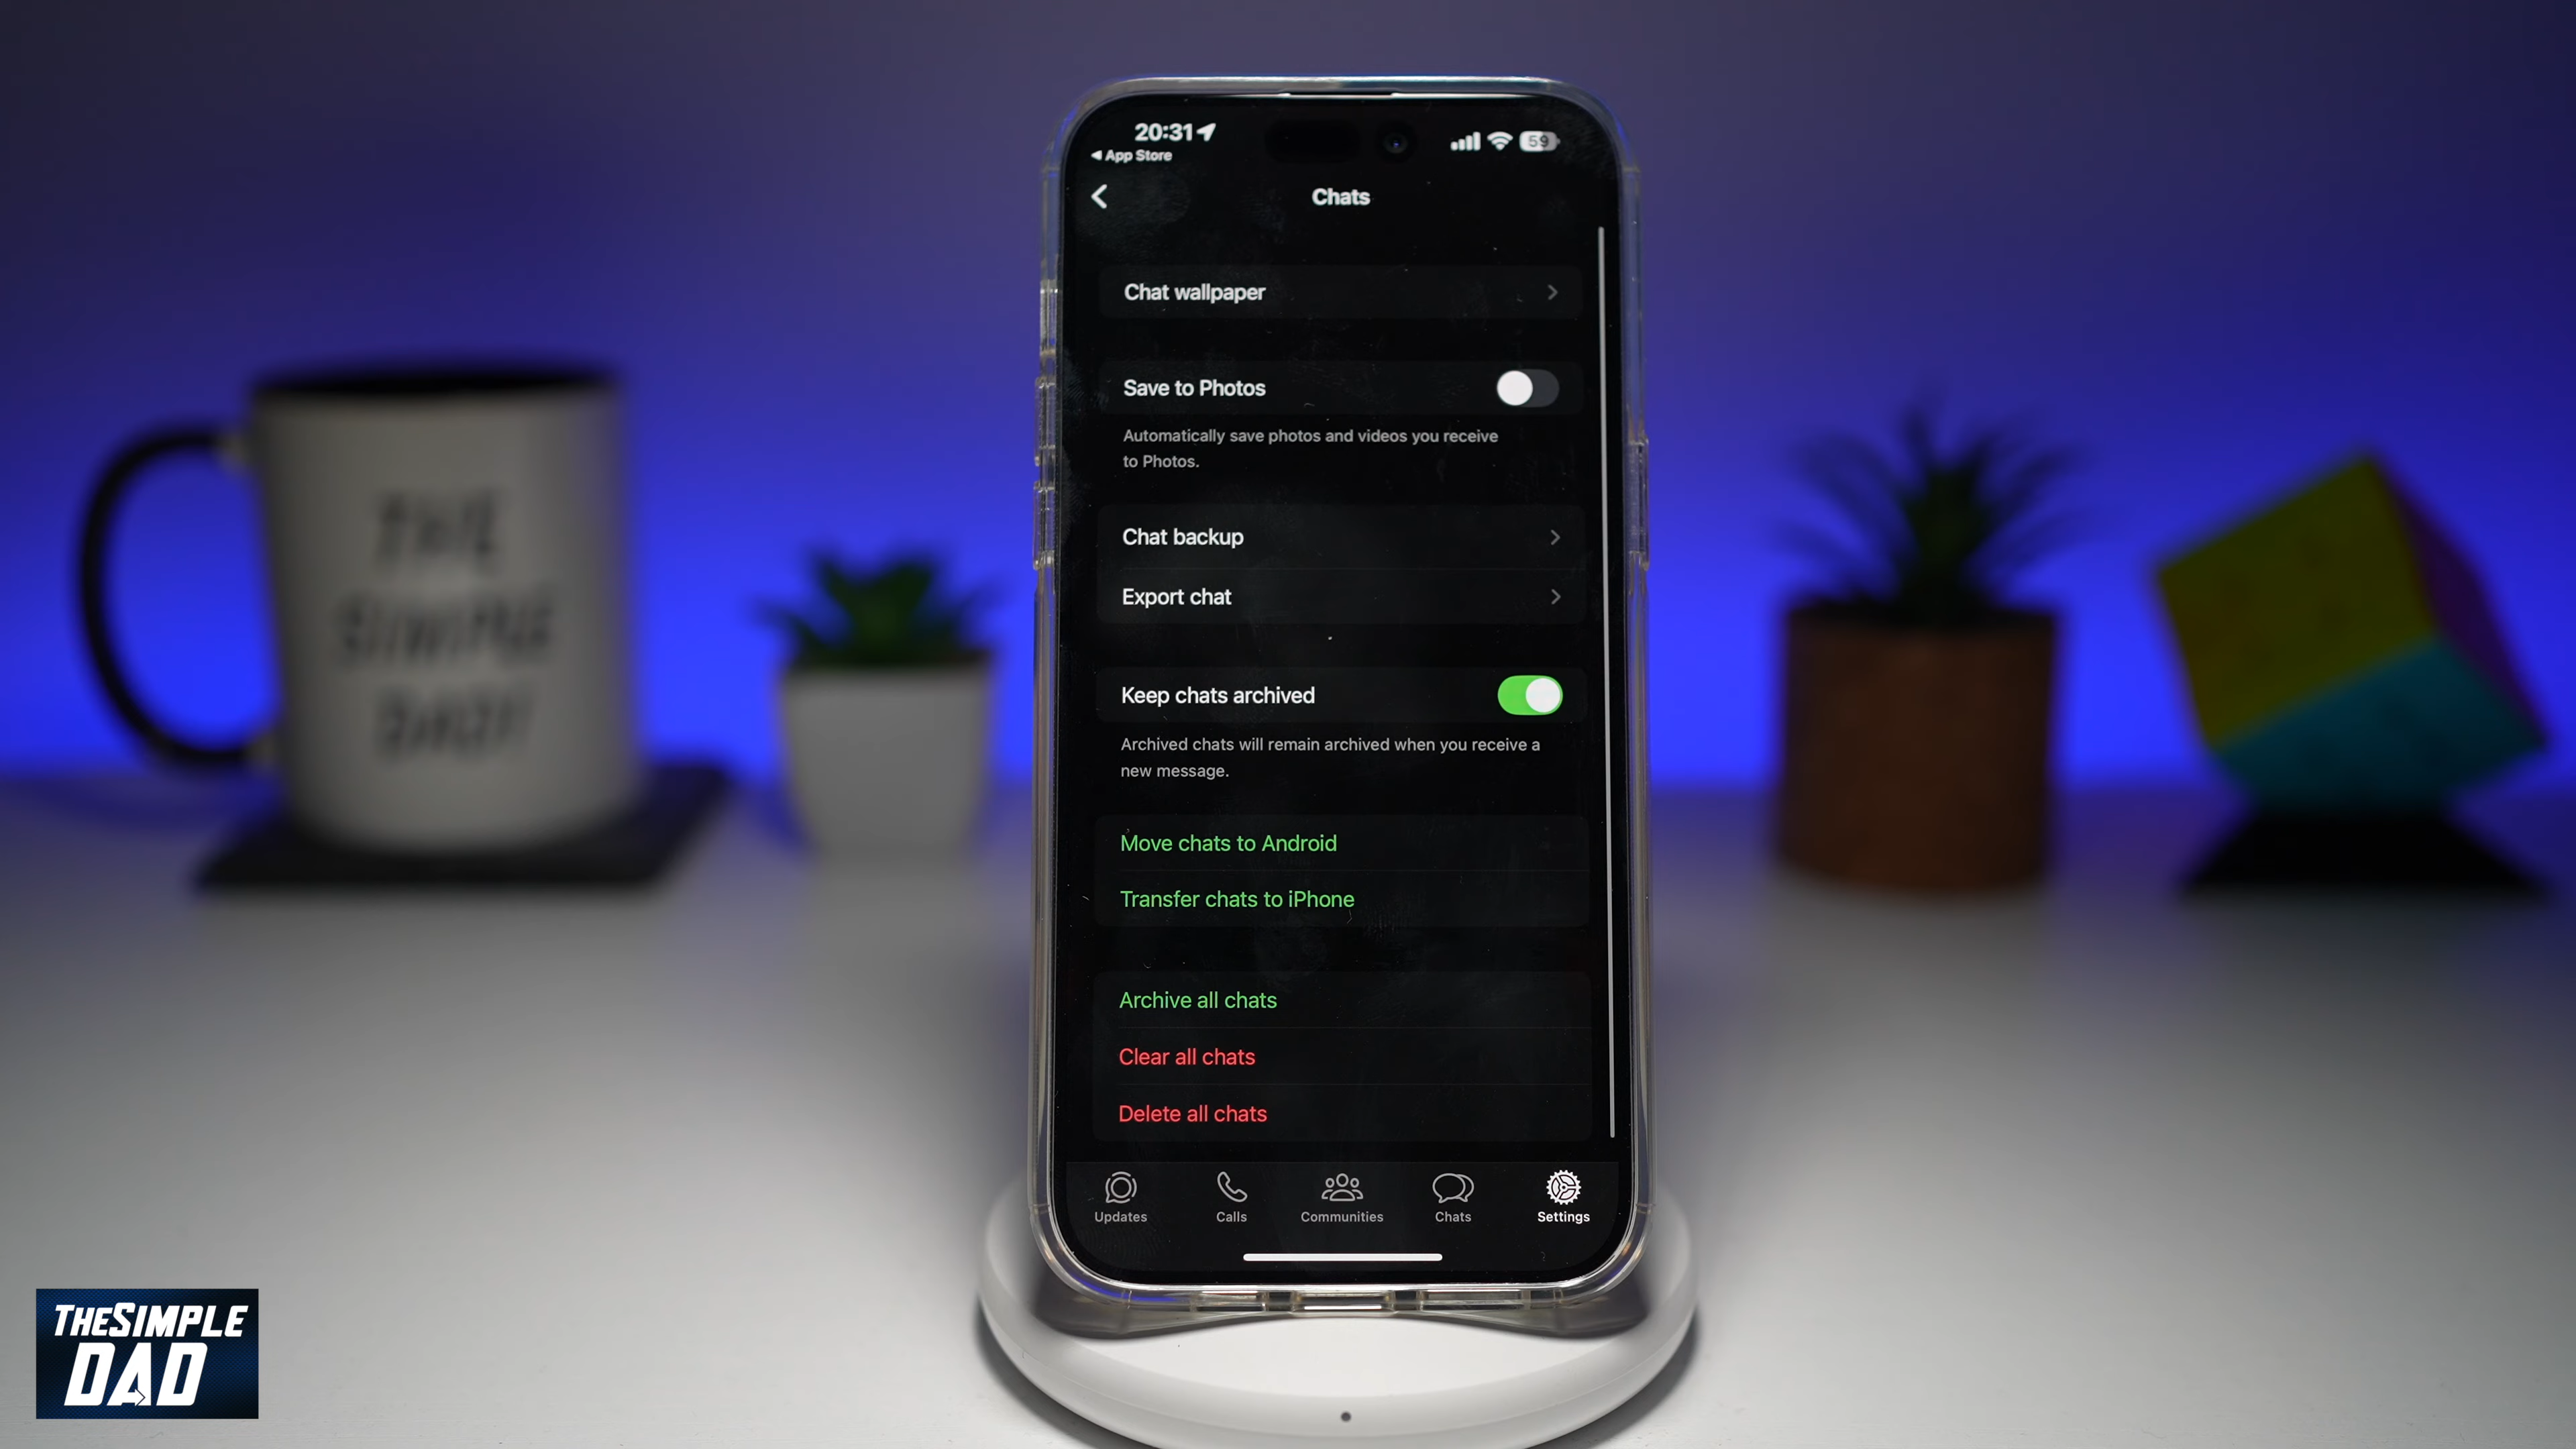 20:31
App Store
59
Chats
Chat wallpaper
Save to Photos
Automatically save photos and videos you receive
to Photos.
Chat backup
Export chat
Keep chats archived
Archived chats will remain archived when you receive a
new message.
Move chats to Android
Transfer chats to iPhone
Archive all chats
Clear all chats
Delete all chats
Updates
Calls
Communities
Chats
Settings
THE
SIMPLE
DAD!
THESIMPLE
DAD